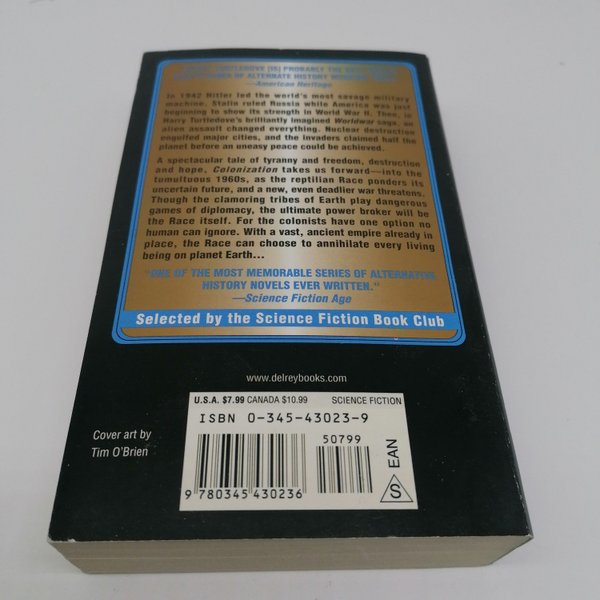 TURTLEDOVE [IS] PROBABLY THE
OF ALTERNATE HISTORY
—American Heritage
In 1942 Hitler led the world's most savage military
machine. Stalin ruled Russia while America was just
beginning to show its strength in World War II. Then, in
Harry Turtledove's brilliantly imagined Worldwar saga, an
alien assault changed everything. Nuclear destruction
engulfed major cities, and the invaders claimed half the
planet before an uneasy peace could be achieved.
A spectacular tale of tyranny and freedom, destruction
and hope, Colonization takes us forward—into the
tumultuous 1960s, as the reptilian Race ponders its
uncertain future, and a new, even deadlier war threatens.
Though the clamoring tribes of Earth play dangerous
games of diplomacy, the ultimate power broker will be
the Race itself. For the colonists have one option no
human can ignore. With a vast, ancient empire already in
place, the Race can choose to annihilate every living
being on planet Earth...
"ONE OF THE MOST MEMORABLE SERIES OF ALTERNATIVE
HISTORY NOVELS EVER WRITTEN."
—Science Fiction Age
Selected by the Science Fiction Book Club
www.delreybooks.com
U.S.A. $7.99 CANADA $10.99 SCIENCE FICTION
ISBN 0-345-43023-9
50799
9 780345 430236
S EAN
Cover art by
Tim O'Brien